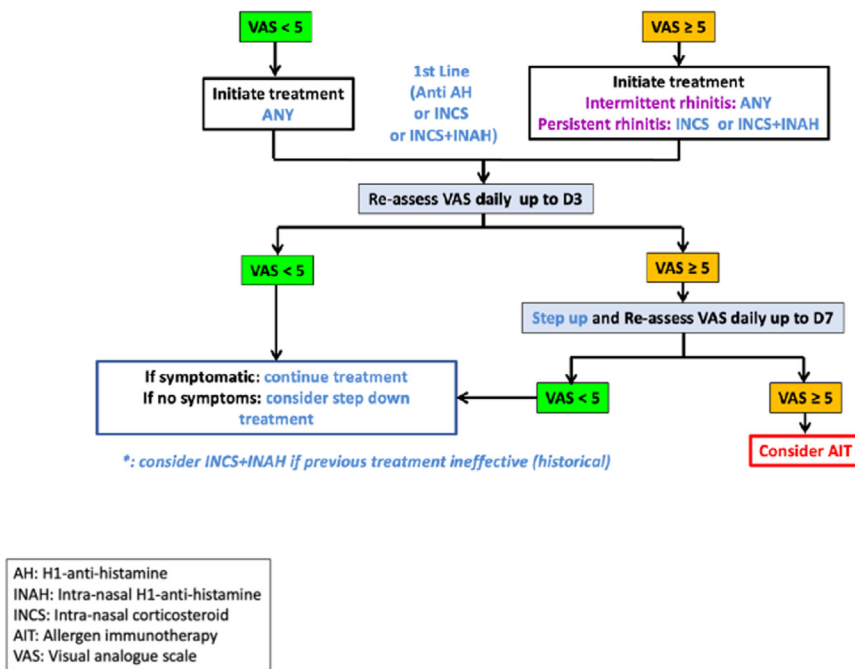 VAS < 5
VAS ≥ 5
Initiate treatment
ANY
1st Line
(Anti AH
or INCS
or INCS+INAH)
Initiate treatment
Intermittent rhinitis: ANY
Persistent rhinitis: INCS or INCS+INAH
Re-assess VAS daily up to D3
VAS < 5
VAS ≥ 5
Step up and Re-assess VAS daily up to D7
If symptomatic: continue treatment
If no symptoms: consider step down
treatment
VAS < 5
VAS ≥ 5
*: consider INCS+INAH if previous treatment ineffective (historical)
Consider AIT
AH: H1-anti-histamine
INAH: Intra-nasal H1-anti-histamine
INCS: Intra-nasal corticosteroid
AIT: Allergen immunotherapy
VAS: Visual analogue scale